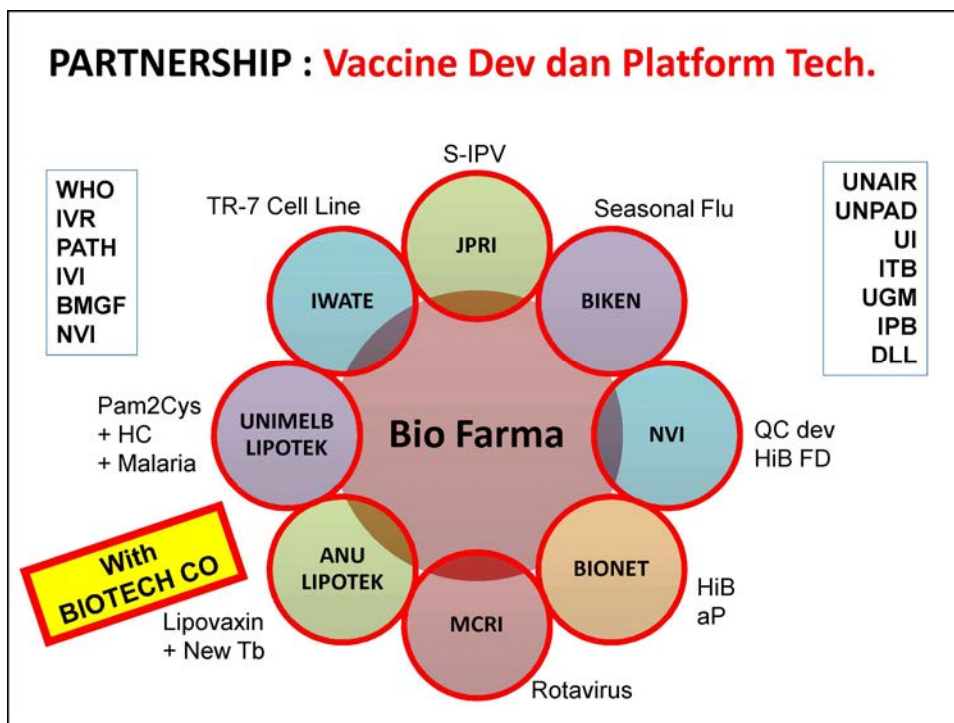 PARTNERSHIP : Vaccine Dev dan Platform Tech.
WHO
IVR
PATH
IVI
BMGF
NVI
UNAIR
UNPAD
UI
ITB
UGM
IPB
DLL
S-IPV
JPRI
TR-7 Cell Line
IWATE
Seasonal Flu
BIKEN
Pam2Cys
+ HC
+ Malaria
UNIMELB
LIPOTEK
Bio Farma
NVI
QC dev
HiB FD
With
BIOTECH CO
ANU
LIPOTEK
Lipovaxin
+ New Tb
MCRI
Rotavirus
BIONET
HiB
aP